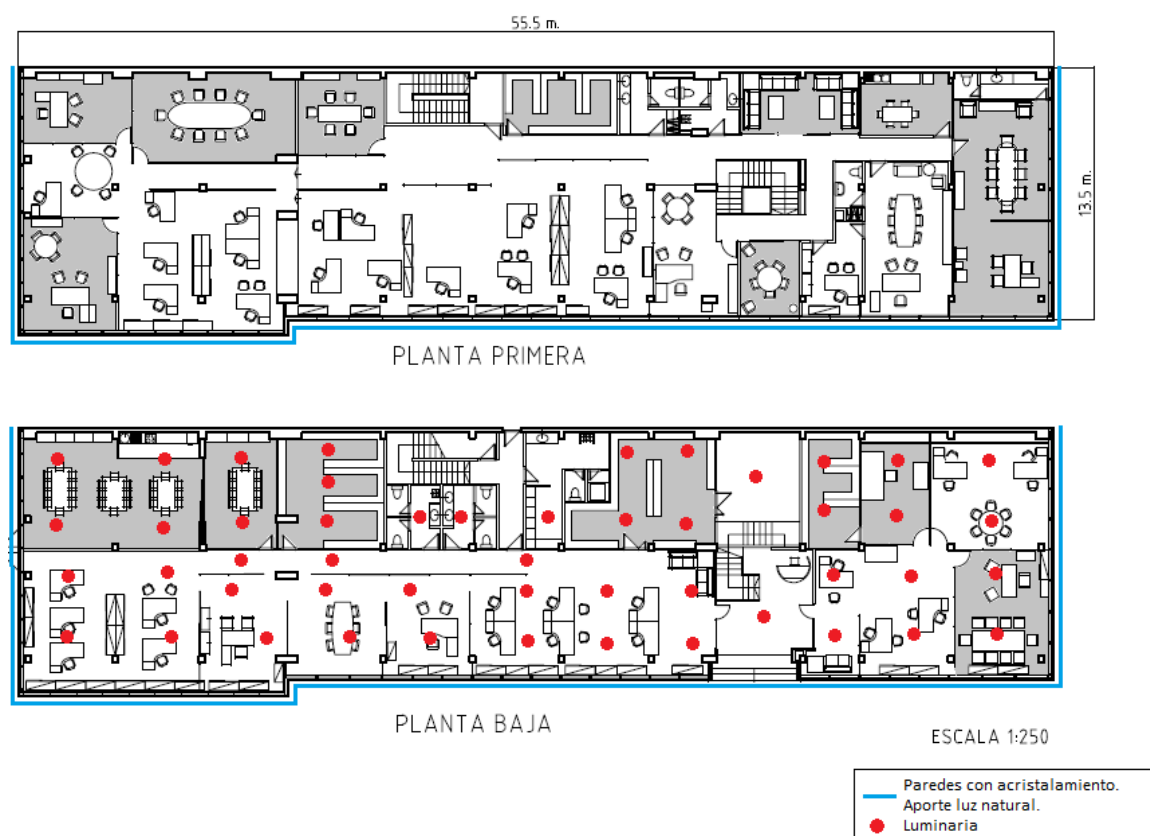 55.5 m.
13.5 m.
PLANTA PRIMERA
PLANTA BAJA
ESCALA 1:250
Paredes con acristalamiento.
Aporte luz natural.
Luminaria